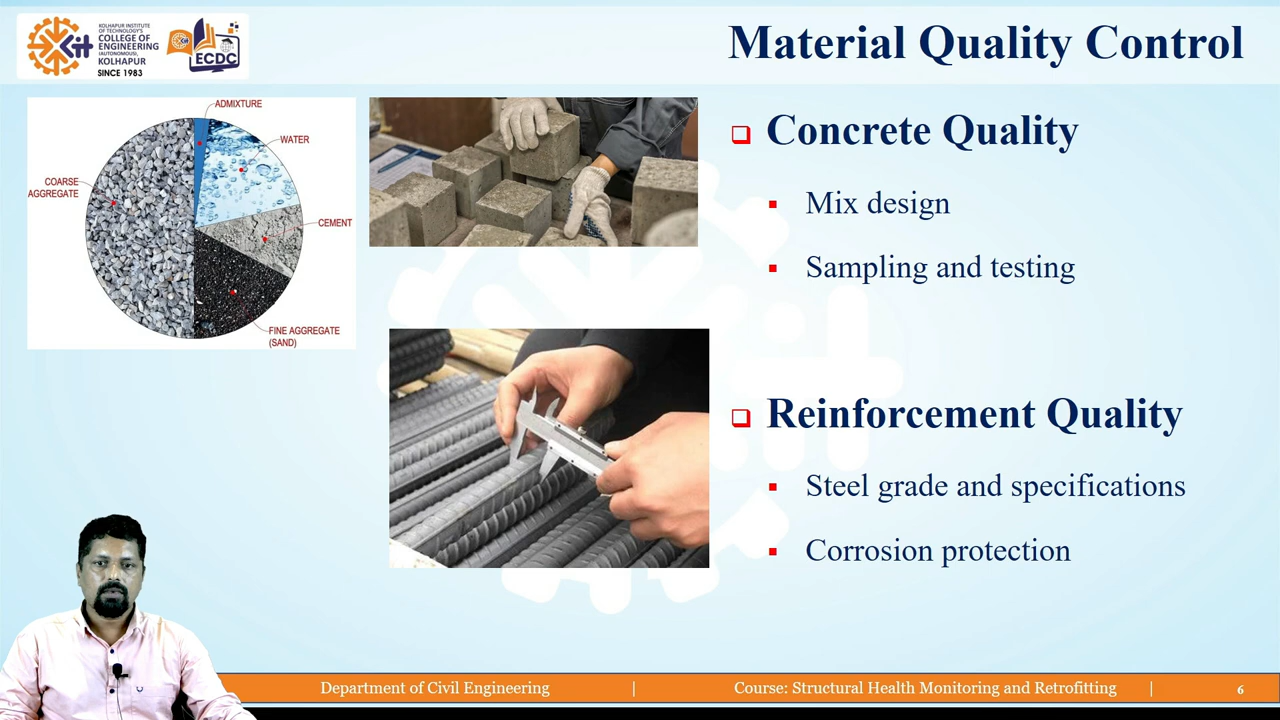 KOLHAPUR INSTITUTE
OF TECHNOLOGY'S
COLLEGE OF
ENGINEERING
(AUTONOMOUS),
KOLHAPUR
SINCE 1983
ECDC
Material Quality Control
ADMIXTURE
WATER
COARSE
AGGREGATE
CEMENT
FINE AGGREGATE
(SAND)
Concrete Quality
Mix design
Sampling and testing
Reinforcement Quality
Steel grade and specifications
Corrosion protection
Department of Civil Engineering | Course: Structural Health Monitoring and Retrofitting | 6